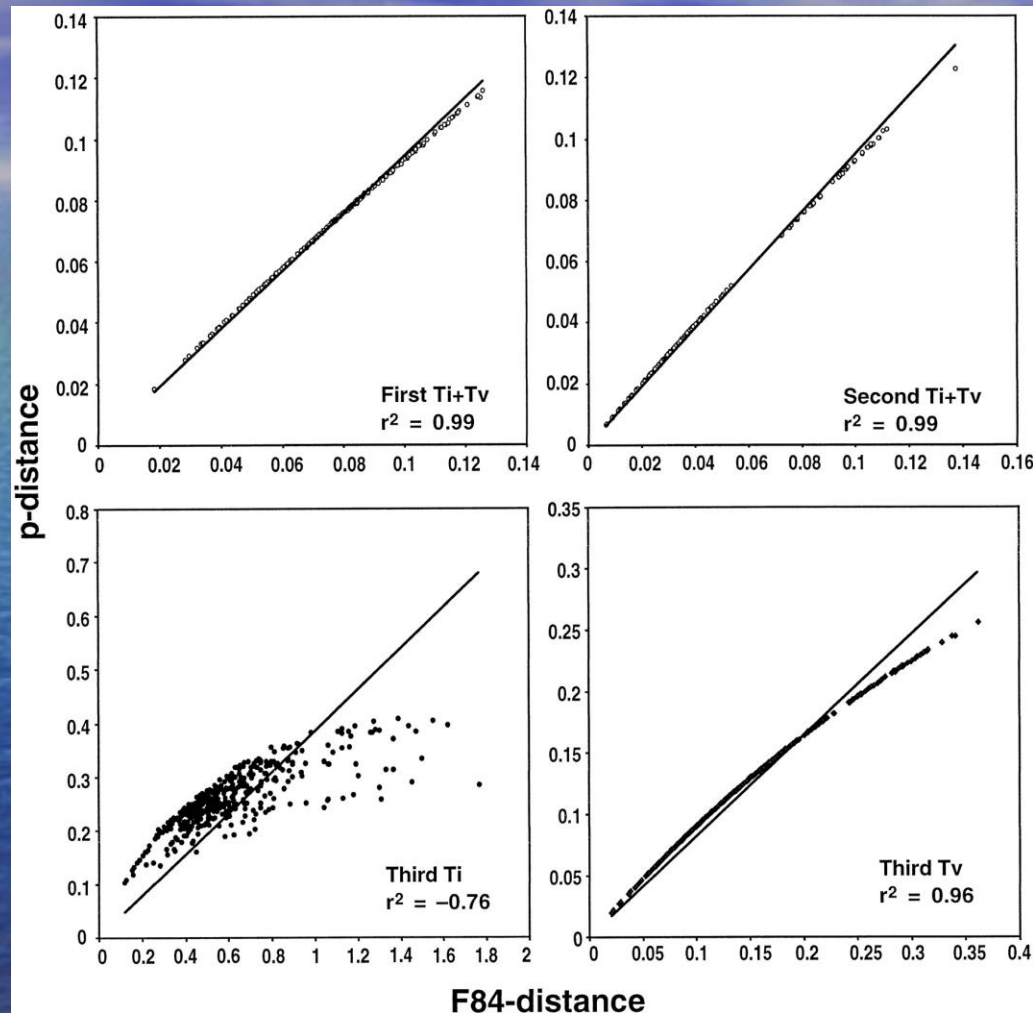 p-distance
0.14
0.12
0.1
0.08
0.06
0.04
0.02
0
0 0.02 0.04 0.06 0.08 0.1 0.12 0.14
First Ti+Tv
r² = 0.99
0.14
0.12
0.1
0.08
0.06
0.04
0.02
0
0 0.02 0.04 0.06 0.08 0.1 0.12 0.14 0.16
Second Ti+Tv
r² = 0.99
0.8
0.7
0.6
0.5
0.4
0.3
0.2
0.1
0
0 0.2 0.4 0.6 0.8 1 1.2 1.4 1.6 1.8 2
Third Ti
r² = –0.76
0.35
0.3
0.25
0.2
0.15
0.1
0.05
0
0 0.05 0.1 0.15 0.2 0.25 0.3 0.35 0.4
Third Tv
r² = 0.96
F84-distance